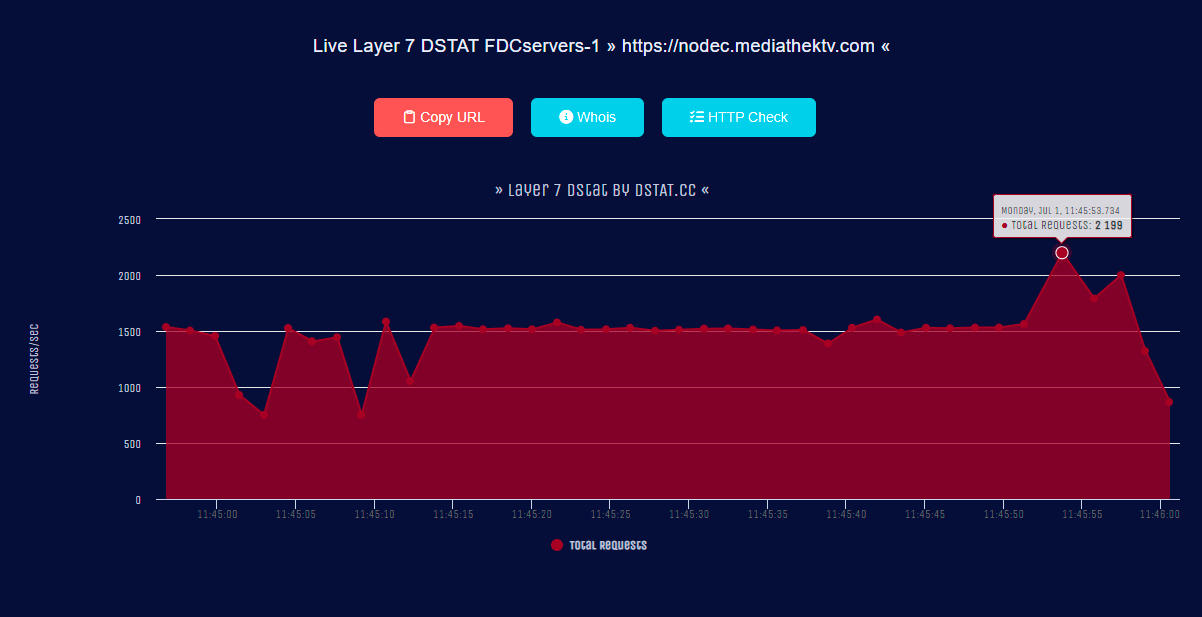 Live Layer 7 DSTAT FDCservers-1 » https://nodec.mediathektv.com «
Copy URL
Whois
HTTP Check
» Layer 7 DStat by DSTAT.CC «
Monday, Jul 1, 11:45:53.734
Total Requests: 2 199
Requests/sec
2500
2000
1500
1000
500
0
11:45:00 11:45:05 11:45:10 11:45:15 11:45:20 11:45:25 11:45:30 11:45:35 11:45:40 11:45:45 11:45:50 11:45:55 11:46:00
Total Requests